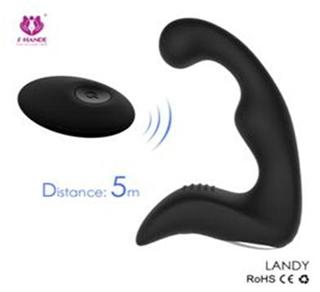 S-HANDE
Distance: 5m
LANDY
RoHS CE